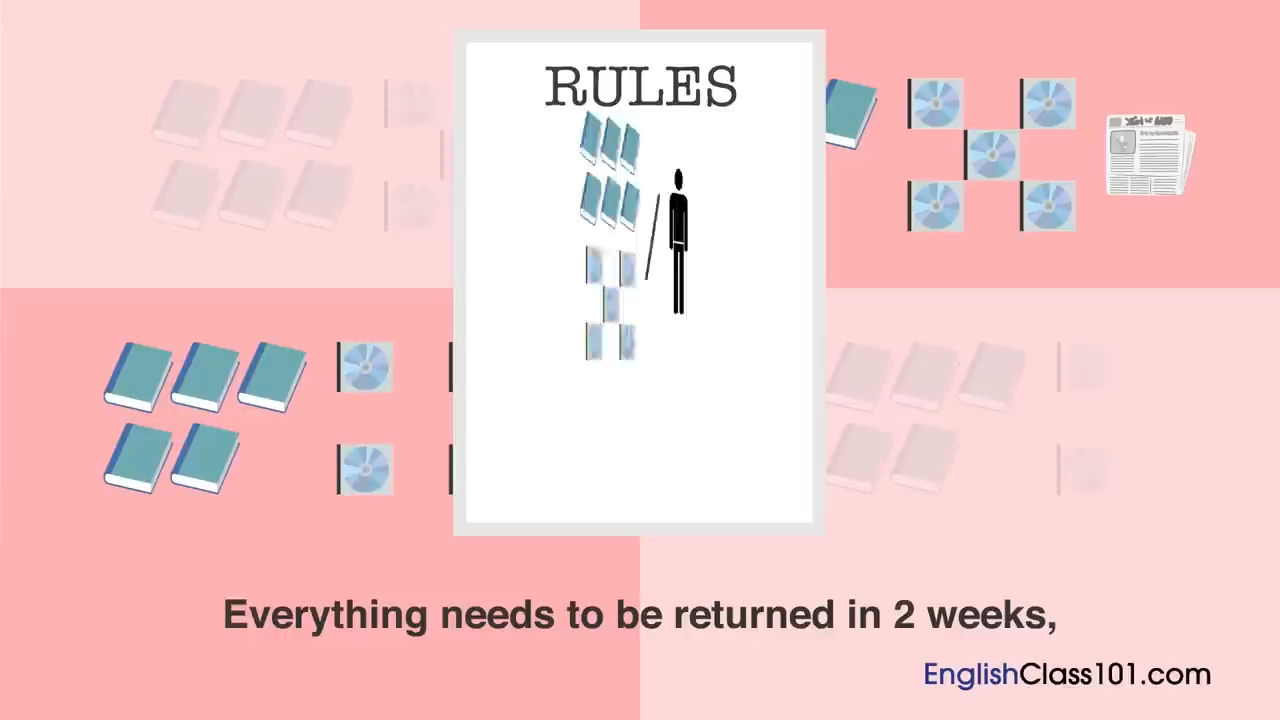 RULES
Everything needs to be returned in 2 weeks,
EnglishClass101.com